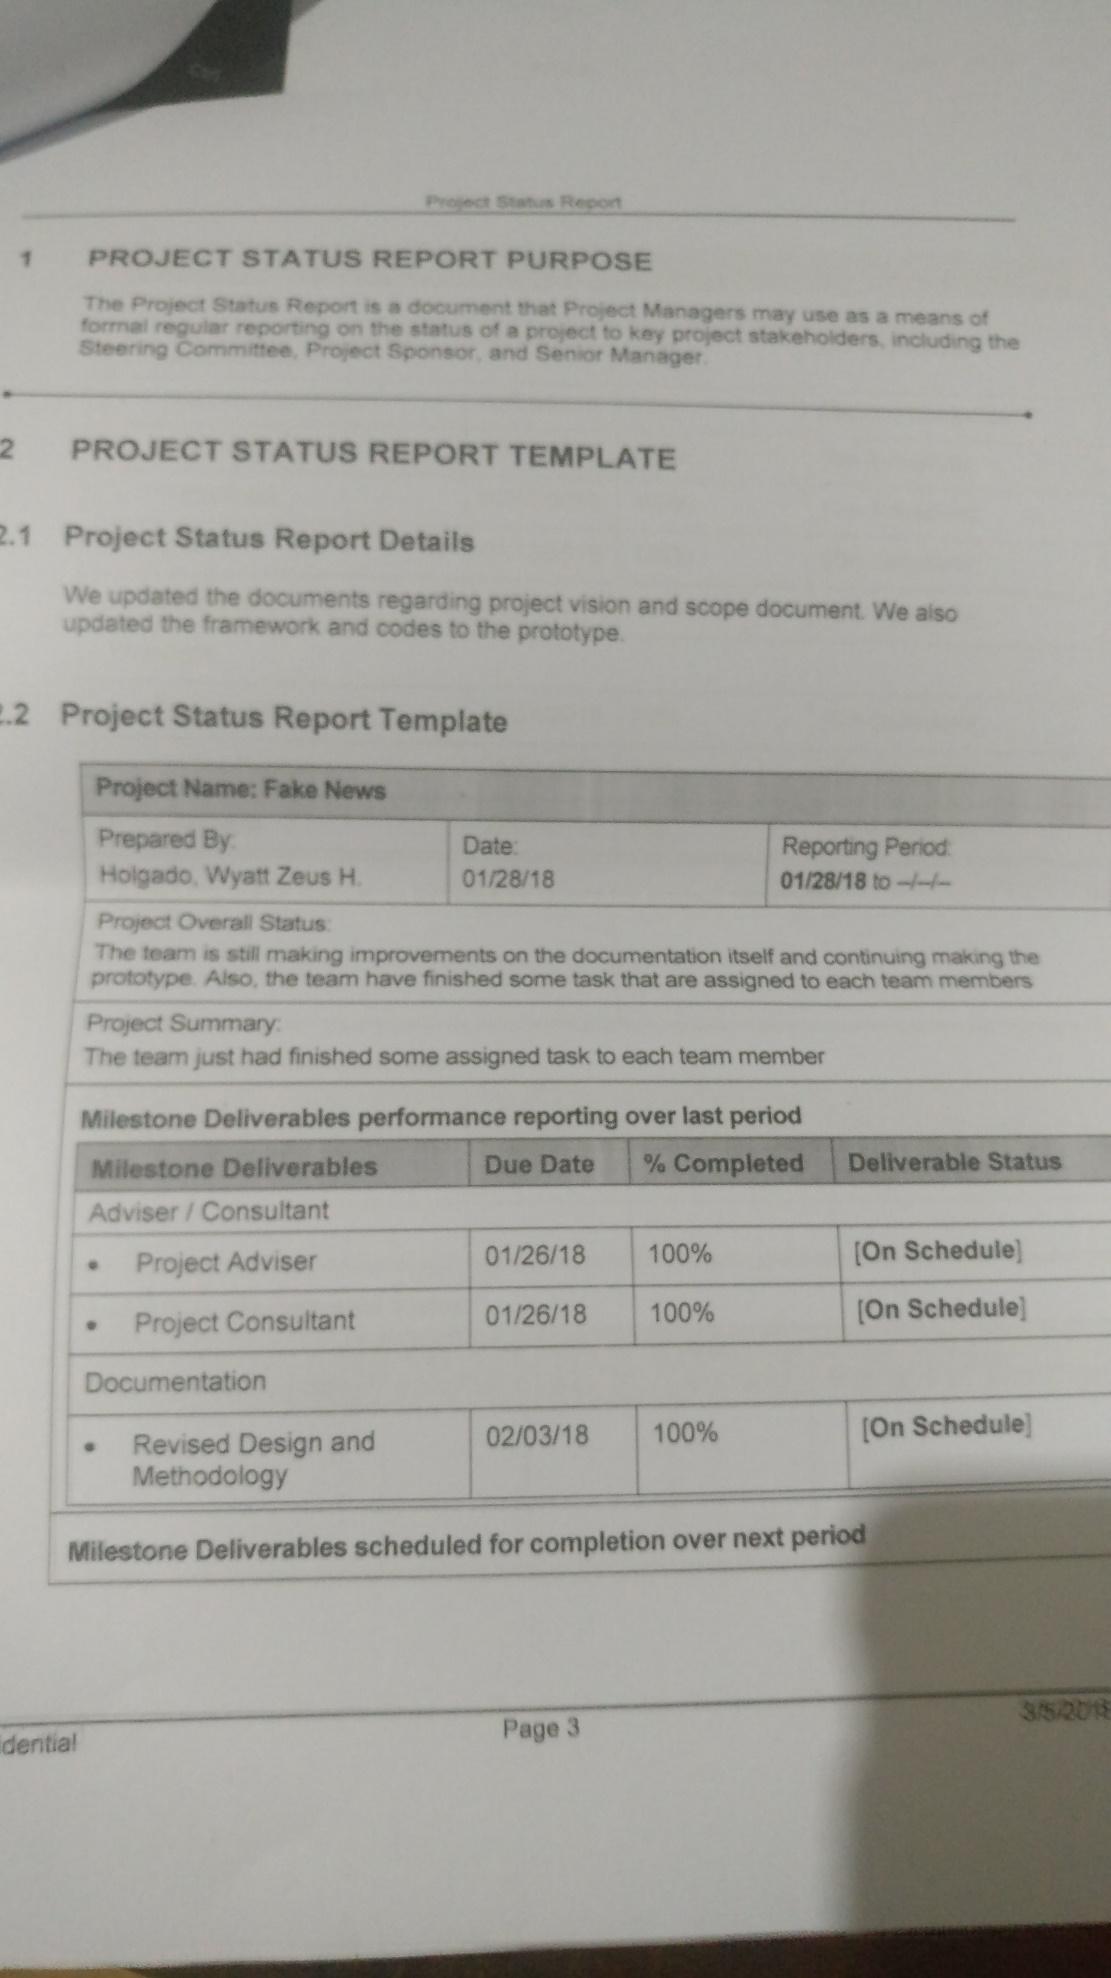 Ctrl
Project Status Report
1 PROJECT STATUS REPORT PURPOSE
The Project Status Report is a document that Project Managers may use as a means of
formal regular reporting on the status of a project to key project stakeholders, including the
Steering Committee, Project Sponsor, and Senior Manager.
2 PROJECT STATUS REPORT TEMPLATE
2.1 Project Status Report Details
We updated the documents regarding project vision and scope document. We also
updated the framework and codes to the prototype.
2.2 Project Status Report Template
Project Name: Fake News
Prepared By: Date: Reporting Period:
Holgado, Wyatt Zeus H. 01/28/18 01/28/18 to --/--/--
Project Overall Status:
The team is still making improvements on the documentation itself and continuing making the
prototype. Also, the team have finished some task that are assigned to each team members
Project Summary:
The team just had finished some assigned task to each team member
Milestone Deliverables performance reporting over last period
Milestone Deliverables Due Date % Completed Deliverable Status
Adviser / Consultant
• Project Adviser 01/26/18 100% [On Schedule]
• Project Consultant 01/26/18 100% [On Schedule]
Documentation
• Revised Design and 02/03/18 100% [On Schedule]
Methodology
Milestone Deliverables scheduled for completion over next period
idential Page 3 3/5/2018